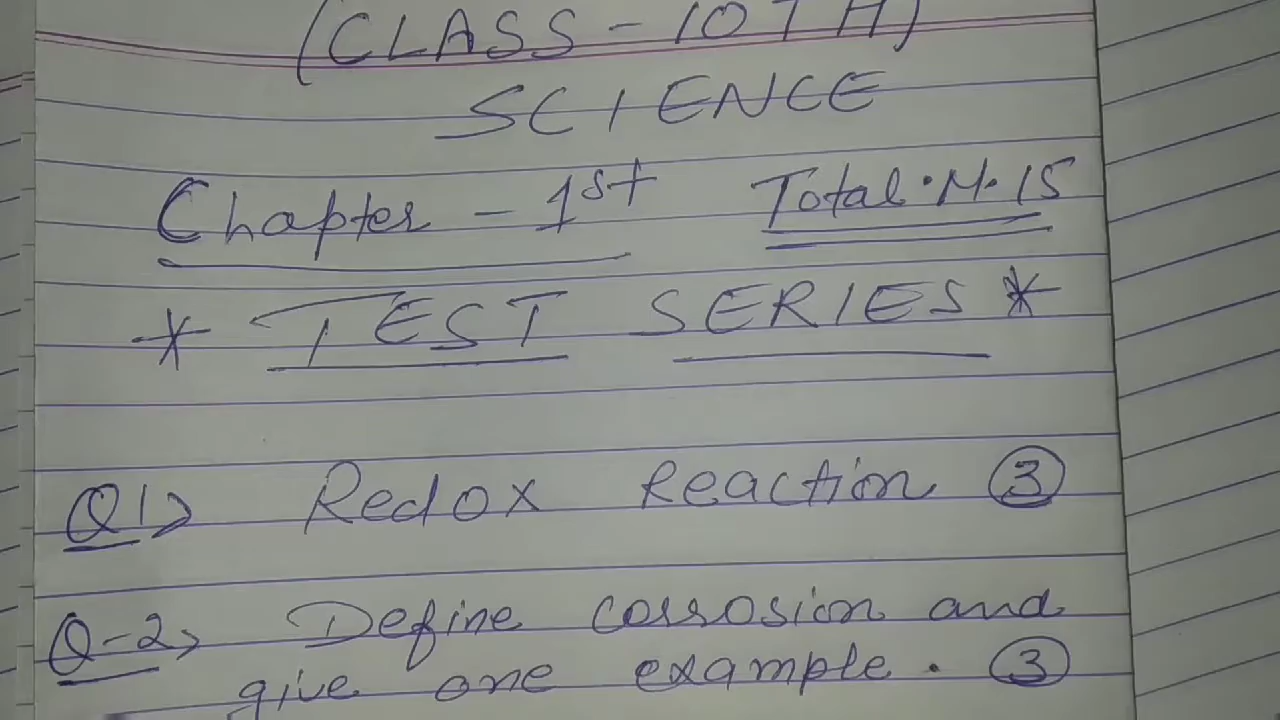 (CLASS - 10TH)
SCIENCE
Chapter - 1st Total.M.15
* TEST SERIES *
Q1> Redox Reaction 3
Q-2> Define corrosion and
give one example. 3